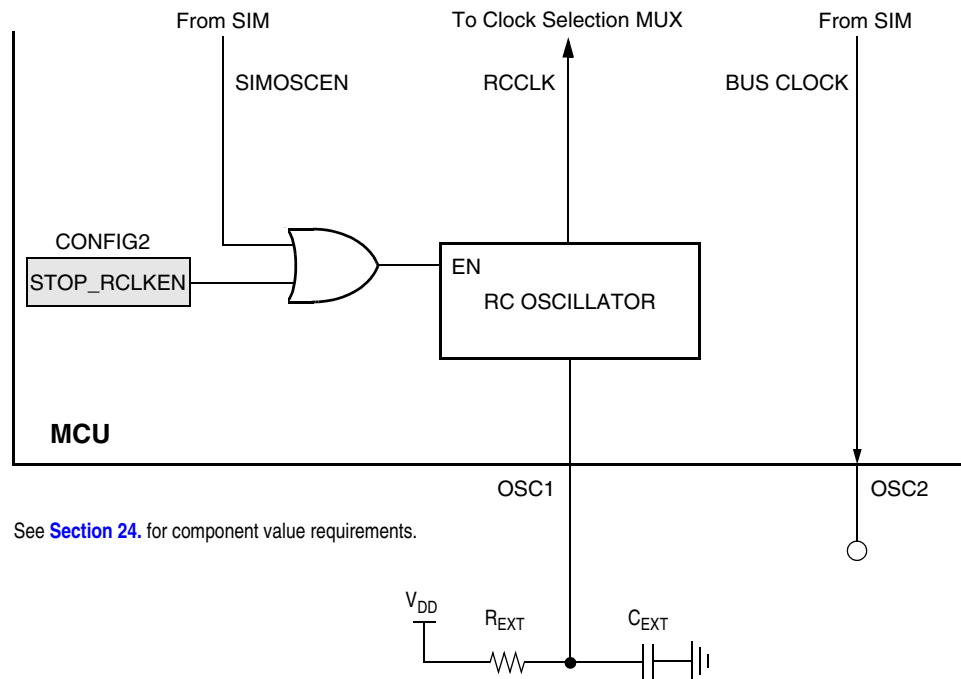 From SIM
To Clock Selection MUX
From SIM
SIMOSCEN
RCCLK
BUS CLOCK
CONFIG2
STOP_RCLKEN
EN
RC OSCILLATOR
MCU
OSC1
OSC2
See Section 24. for component value requirements.
VDD
REXT
CEXT